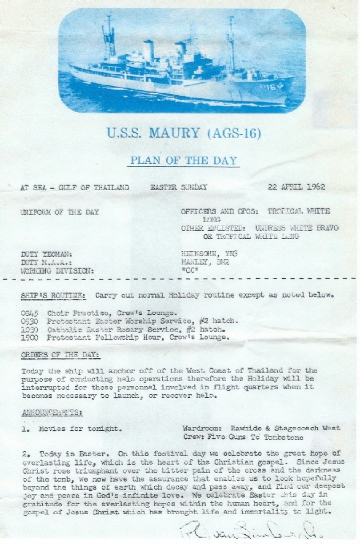 U.S.S. MAURY (AGS-16)
PLAN OF THE DAY
AT SEA - GULF OF THAILAND EASTER SUNDAY 22 APRIL 1962
UNIFORM OF THE DAY OFFICERS AND CPOS: TROPICAL WHITE
LONG
OTHER ENLISTED: UNDRESS WHITE BRAVO
OR TROPICAL WHITE LONG
DUTY YEOMAN: YN3
DUTY M.A.A.: MANLEY, DM2
WORKING DIVISION: "CC"
SHIP'S ROUTINE: Carry out normal Holiday routine except as noted below.
0845 Choir Practice, Crew's Lounge.
0930 Protestant Easter Worship Service, #2 hatch.
1030 Catholic Easter Rosary Service, #2 hatch.
1900 Protestant Fellowship Hour, Crew's Lounge.
ORDERS OF THE DAY:
Today the ship will anchor off of the West Coast of Thailand for the
purpose of conducting helo operations therefore the Holiday will be
interrupted for those personnel involved in flight quarters when it
becomes necessary to launch, or recover helo.
ANNOUNCEMENTS:
1. Movies for tonight. Wardroom: Rawhide & Stagecoach West
Crew: Five Guns To Tombstone
2. Today is Easter. On this festival day we celebrate the great hope of
everlasting life, which is the heart of the Christian gospel. Since Jesus
Christ rose triumphant over the bitter pain of the cross and the darkness
of the tomb, we now have the assurance that enables us to look hopefully
beyond the things of earth which decay and pass away, and find our deepest
joy and peace in God's infinite love. We celebrate Easter this day in
gratitude for the everlasting hopes within the human heart, and for the
gospel of Jesus Christ which has brought life and immortality to light.